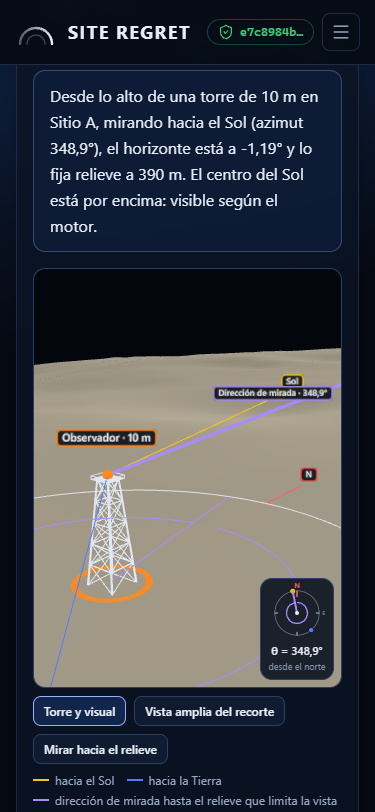 SITE REGRET
e7c8984b…
Desde lo alto de una torre de 10 m en
Sitio A, mirando hacia el Sol (azimut
348,9°), el horizonte está a -1,19° y lo
fija relieve a 390 m. El centro del Sol
está por encima: visible según el
motor.
Sol
Dirección de mirada · 348,9°
Observador · 10 m
N
N
E
θ = 348,9°
desde el norte
Torre y visual
Vista amplia del recorte
Mirar hacia el relieve
hacia el Sol
hacia la Tierra
dirección de mirada hasta el relieve que limita la vista